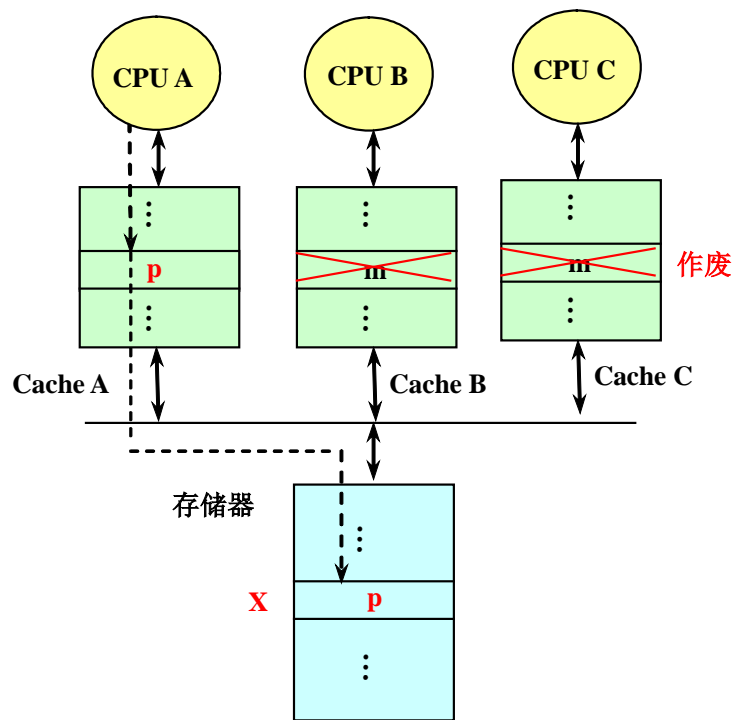 CPU A
CPU B
CPU C
p
m
m
作废
Cache A
Cache B
Cache C
存储器
X
p